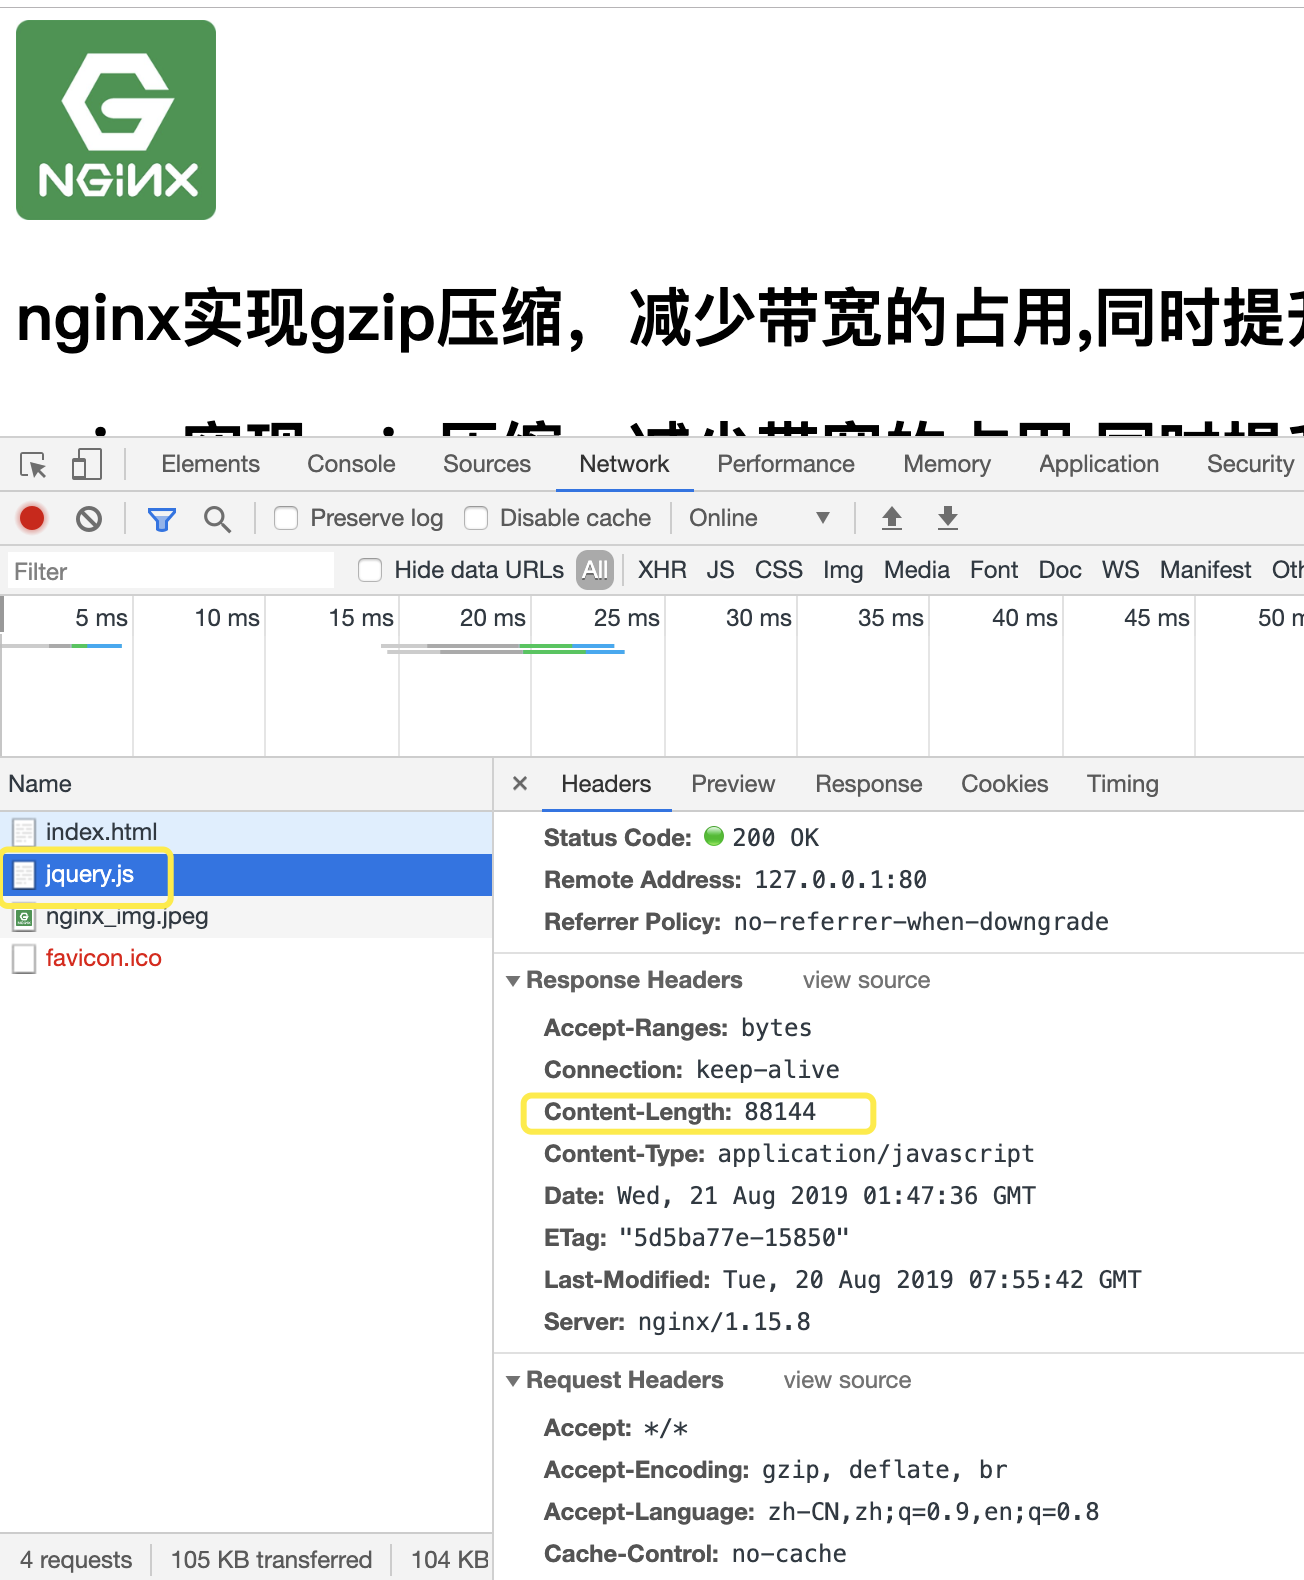 NGiNX
nginx实现gzip压缩，减少带宽的占用,同时提升
Elements Console Sources Network Performance Memory Application Security
Preserve log Disable cache Online
Filter Hide data URLs All XHR JS CSS Img Media Font Doc WS Manifest Oth
5 ms 10 ms 15 ms 20 ms 25 ms 30 ms 35 ms 40 ms 45 ms 50 m
Name × Headers Preview Response Cookies Timing
index.html
jquery.js
nginx_img.jpeg
favicon.ico
Status Code: 200 OK
Remote Address: 127.0.0.1:80
Referrer Policy: no-referrer-when-downgrade
Response Headers view source
Accept-Ranges: bytes
Connection: keep-alive
Content-Length: 88144
Content-Type: application/javascript
Date: Wed, 21 Aug 2019 01:47:36 GMT
ETag: "5d5ba77e-15850"
Last-Modified: Tue, 20 Aug 2019 07:55:42 GMT
Server: nginx/1.15.8
Request Headers view source
Accept: */*
Accept-Encoding: gzip, deflate, br
Accept-Language: zh-CN,zh;q=0.9,en;q=0.8
Cache-Control: no-cache
4 requests 105 KB transferred 104 KB